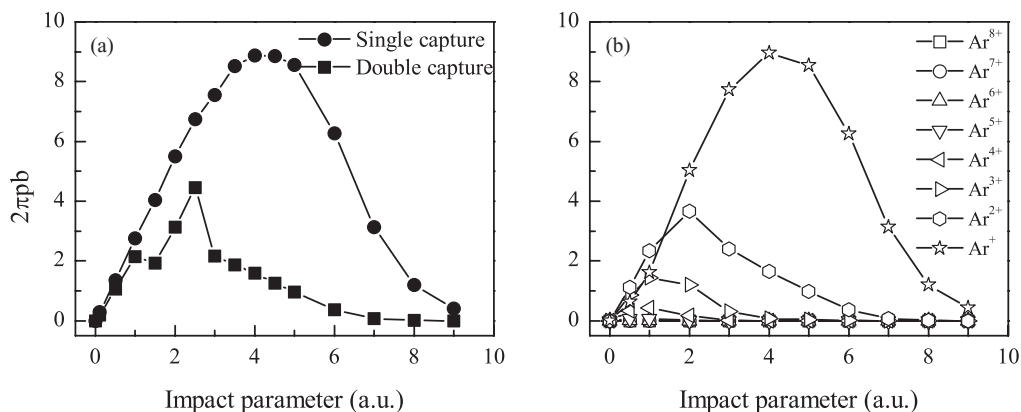 (a)
Single capture
Double capture
2πpb
10
8
6
4
2
0
0 2 4 6 8 10
Impact parameter (a.u.)
(b)
Ar⁸⁺
Ar⁷⁺
Ar⁶⁺
Ar⁵⁺
Ar⁴⁺
Ar³⁺
Ar²⁺
Ar⁺
10
8
6
4
2
0
0 2 4 6 8 10
Impact parameter (a.u.)